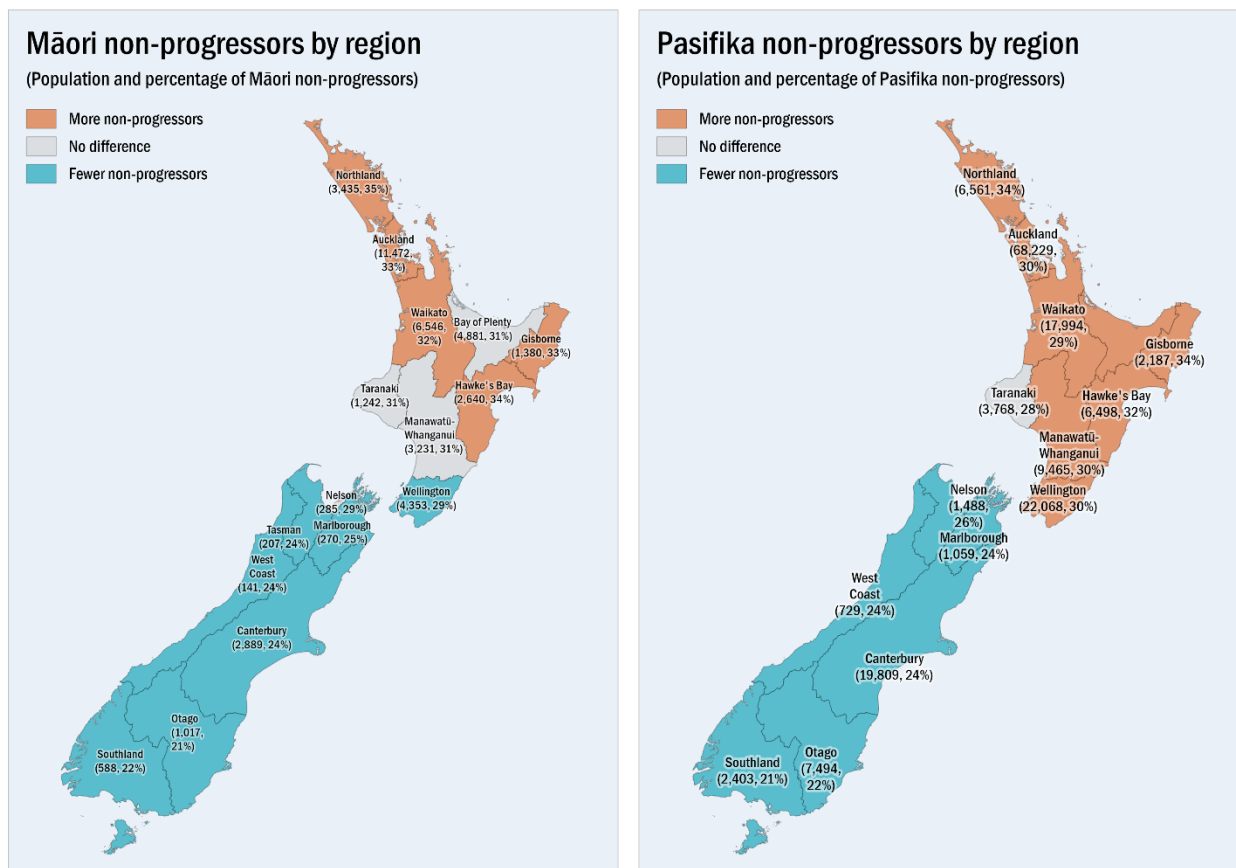 Māori non-progressors by region
(Population and percentage of Māori non-progressors)
More non-progressors
No difference
Fewer non-progressors
Northland
(3,435, 35%)
Auckland
(11,472,
33%)
Waikato
(6,546,
32%)
Bay of Plenty
(4,881, 31%)
Gisborne
(1,380, 33%)
Taranaki
(1,242, 31%)
Hawke's Bay
(2,640, 34%)
Manawatū-
Whanganui
(3,231, 31%)
Wellington
(4,353, 29%)
Nelson
(285, 29%)
Marlborough
(270, 25%)
Tasman
(207, 24%)
West
Coast
(141, 24%)
Canterbury
(2,889, 24%)
Otago
(1,017,
21%)
Southland
(588, 22%)
Pasifika non-progressors by region
(Population and percentage of Pasifika non-progressors)
More non-progressors
No difference
Fewer non-progressors
Northland
(6,561, 34%)
Auckland
(68,229,
30%)
Waikato
(17,994,
29%)
Gisborne
(2,187, 34%)
Taranaki
(3,768, 28%)
Hawke's Bay
(6,498, 32%)
Manawatū-
Whanganui
(9,465, 30%)
Wellington
(22,068, 30%)
Nelson
(1,488,
26%)
Marlborough
(1,059, 24%)
West
Coast
(729, 24%)
Canterbury
(19,809, 24%)
Otago
(7,494,
22%)
Southland
(2,403, 21%)